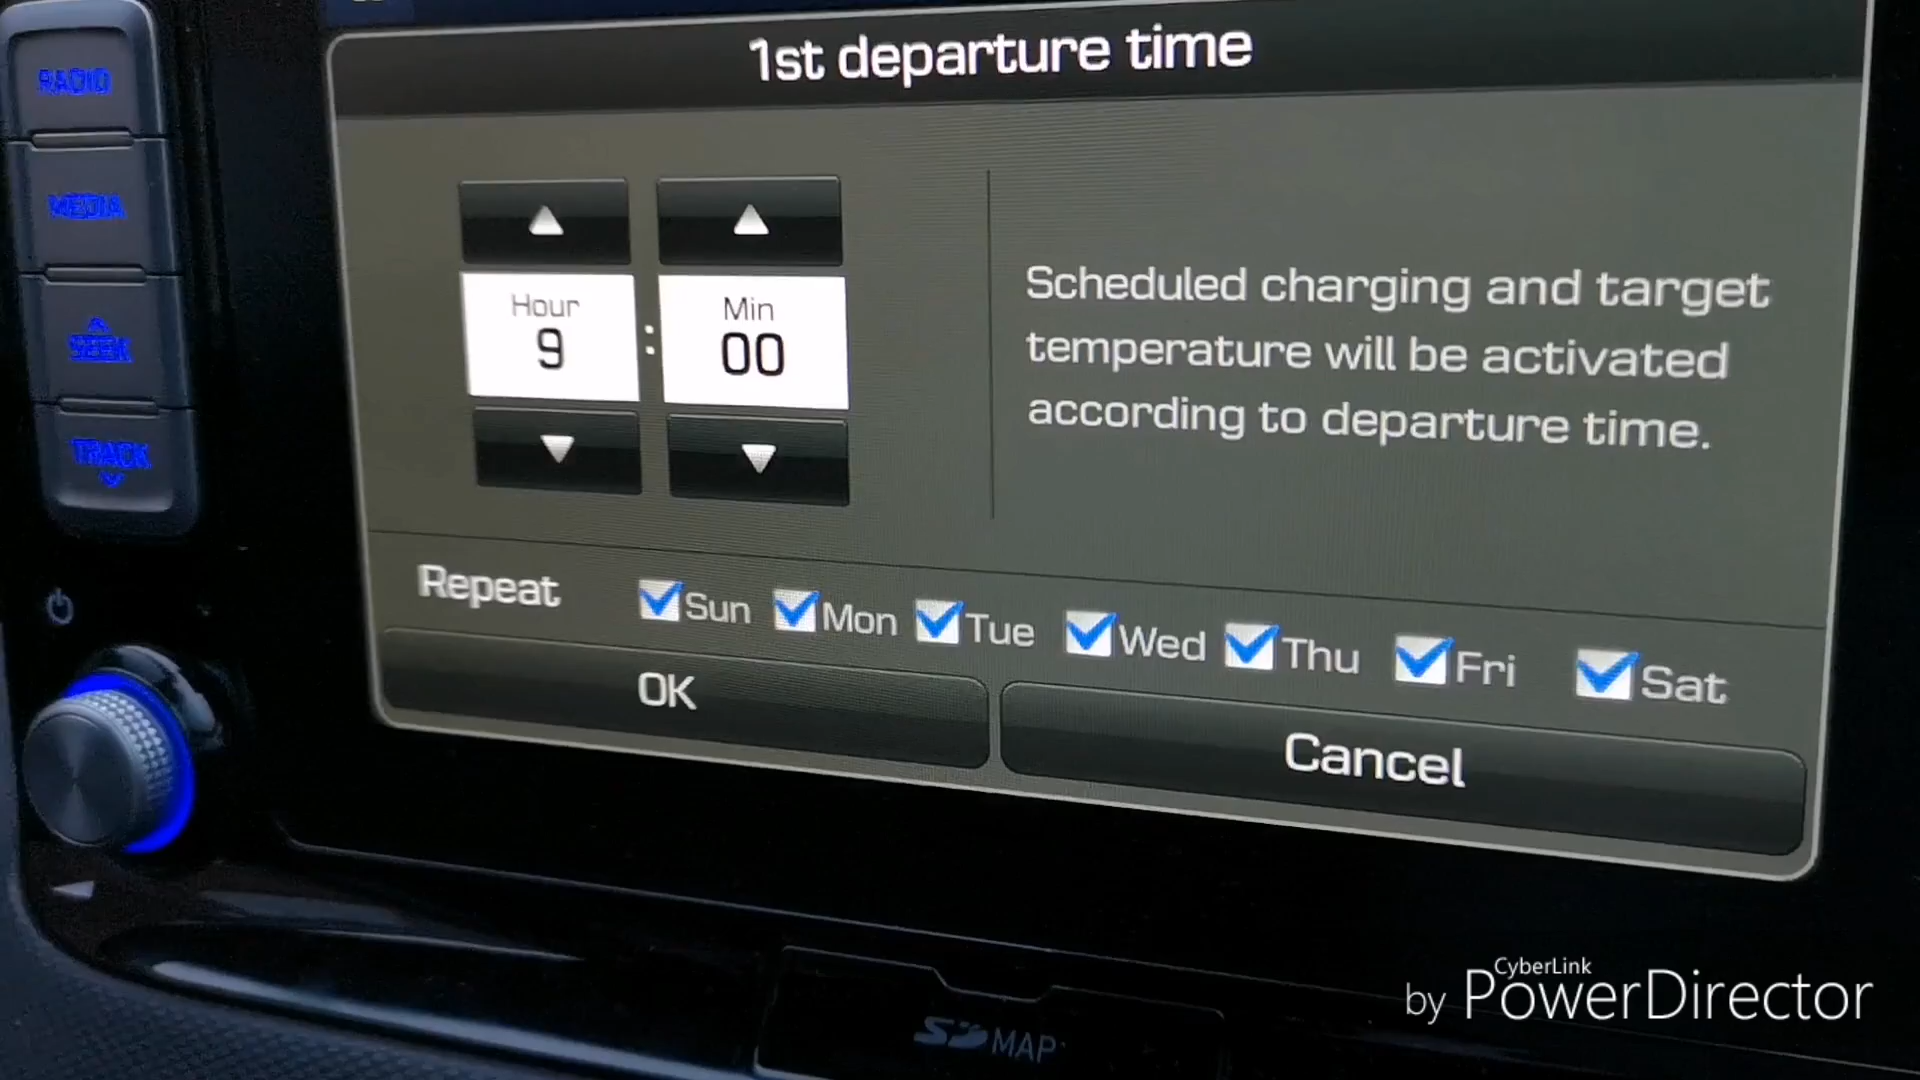 1st departure time
RADIO
MEDIA
SEEK
TRACK
Hour
9
:
Min
00
Scheduled charging and target
temperature will be activated
according to departure time.
Repeat Sun Mon Tue Wed Thu Fri Sat
OK
Cancel
SD MAP
CyberLink
by PowerDirector